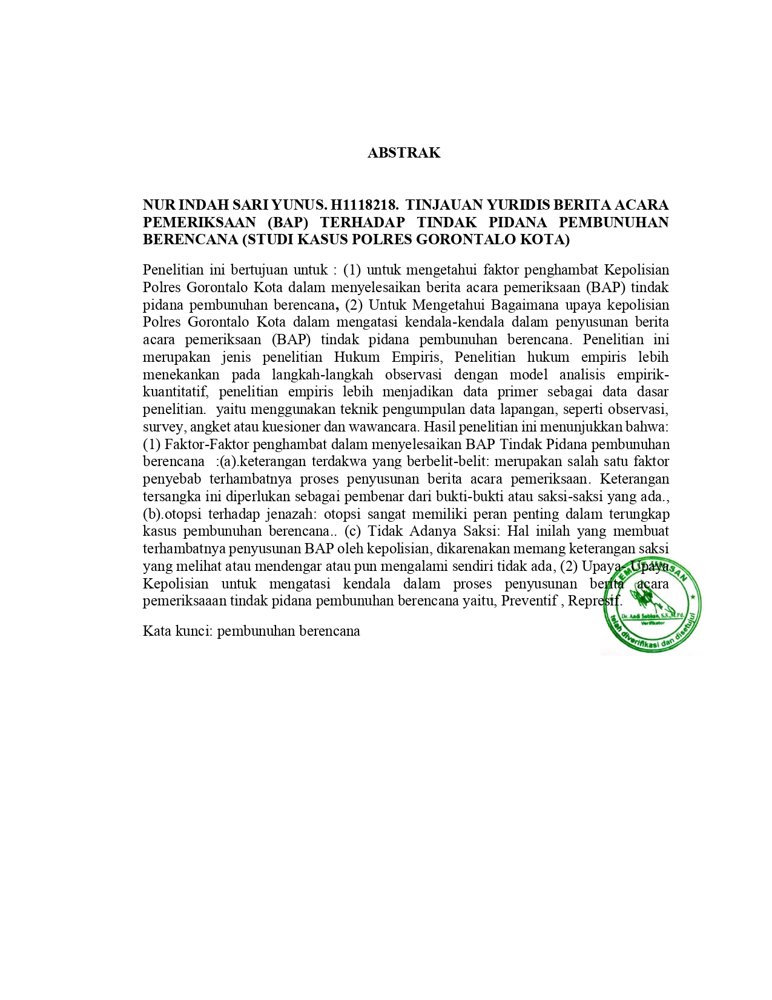 ABSTRAK
NUR INDAH SARI YUNUS. H1118218. TINJAUAN YURIDIS BERITA ACARA
PEMERIKSAAN (BAP) TERHADAP TINDAK PIDANA PEMBUNUHAN
BERENCANA (STUDI KASUS POLRES GORONTALO KOTA)
Penelitian ini bertujuan untuk : (1) untuk mengetahui faktor penghambat Kepolisian
Polres Gorontalo Kota dalam menyelesaikan berita acara pemeriksaan (BAP) tindak
pidana pembunuhan berencana, (2) Untuk Mengetahui Bagaimana upaya kepolisian
Polres Gorontalo Kota dalam mengatasi kendala-kendala dalam penyusunan berita
acara pemeriksaan (BAP) tindak pidana pembunuhan berencana. Penelitian ini
merupakan jenis penelitian Hukum Empiris, Penelitian hukum empiris lebih
menekankan pada langkah-langkah observasi dengan model analisis empirik-
kuantitatif, penelitian empiris lebih menjadikan data primer sebagai data dasar
penelitian. yaitu menggunakan teknik pengumpulan data lapangan, seperti observasi,
survey, angket atau kuesioner dan wawancara. Hasil penelitian ini menunjukkan bahwa:
(1) Faktor-Faktor penghambat dalam menyelesaikan BAP Tindak Pidana pembunuhan
berencana :(a).keterangan terdakwa yang berbelit-belit: merupakan salah satu faktor
penyebab terhambatnya proses penyusunan berita acara pemeriksaan. Keterangan
tersangka ini diperlukan sebagai pembenar dari bukti-bukti atau saksi-saksi yang ada.,
(b).otopsi terhadap jenazah: otopsi sangat memiliki peran penting dalam terungkap
kasus pembunuhan berencana.. (c) Tidak Adanya Saksi: Hal inilah yang membuat
terhambatnya penyusunan BAP oleh kepolisian, dikarenakan memang keterangan saksi
yang melihat atau mendengar atau pun mengalami sendiri tidak ada, (2) Upaya- Upaya
Kepolisian untuk mengatasi kendala dalam proses penyusunan berita acara
pemeriksaaan tindak pidana pembunuhan berencana yaitu, Preventif , Represif.
Kata kunci: pembunuhan berencana
UNISAN
Dr. Andi Subhan, S.S.,M.Pd.
Verifikator
telah diverifikasi dan disetujui